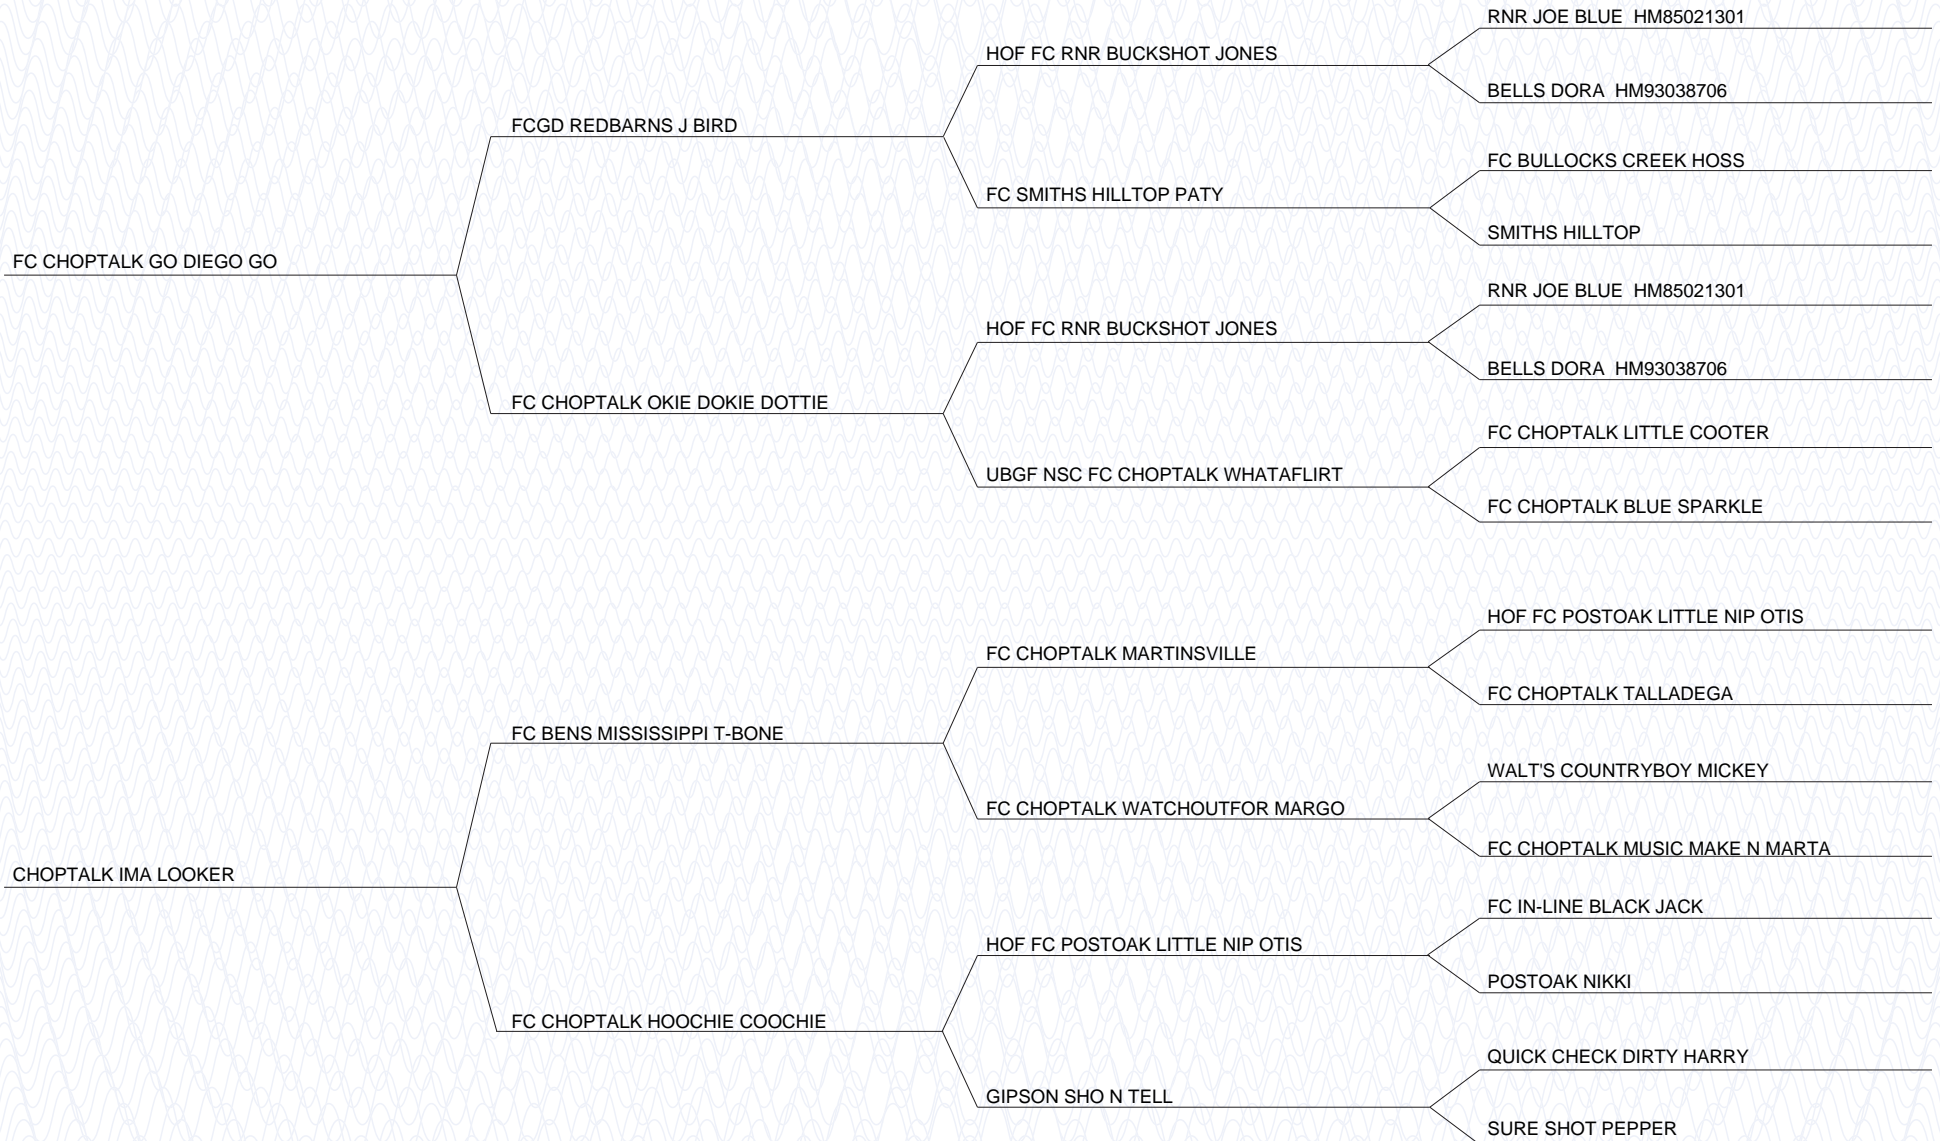 RNR JOE BLUE  HM85021301
HOF FC RNR BUCKSHOT JONES
BELLS DORA  HM93038706
FCGD REDBARNS J BIRD
FC BULLOCKS CREEK HOSS
FC SMITHS HILLTOP PATY
SMITHS HILLTOP
FC CHOPTALK GO DIEGO GO
RNR JOE BLUE  HM85021301
HOF FC RNR BUCKSHOT JONES
BELLS DORA  HM93038706
FC CHOPTALK OKIE DOKIE DOTTIE
FC CHOPTALK LITTLE COOTER
UBGF NSC FC CHOPTALK WHATAFLIRT
FC CHOPTALK BLUE SPARKLE
HOF FC POSTOAK LITTLE NIP OTIS
FC CHOPTALK MARTINSVILLE
FC CHOPTALK TALLADEGA
FC BENS MISSISSIPPI T-BONE
WALT'S COUNTRYBOY MICKEY
FC CHOPTALK WATCHOUTFOR MARGO
FC CHOPTALK MUSIC MAKE N MARTA
CHOPTALK IMA LOOKER
FC IN-LINE BLACK JACK
HOF FC POSTOAK LITTLE NIP OTIS
POSTOAK NIKKI
FC CHOPTALK HOOCHIE COOCHIE
QUICK CHECK DIRTY HARRY
GIPSON SHO N TELL
SURE SHOT PEPPER